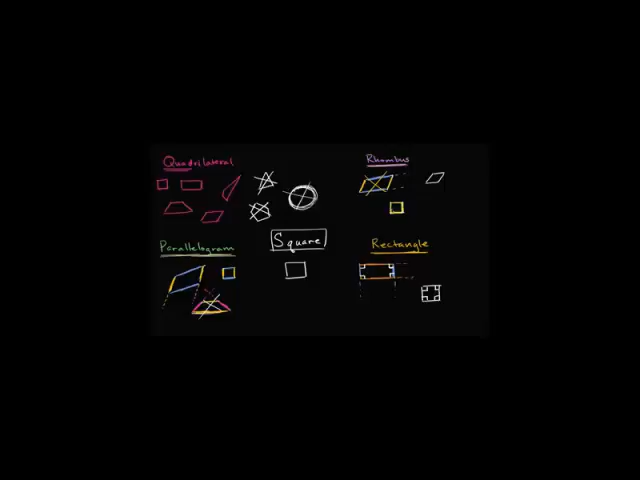 Quadrilateral
Rhombus
Square
Parallelogram
Rectangle